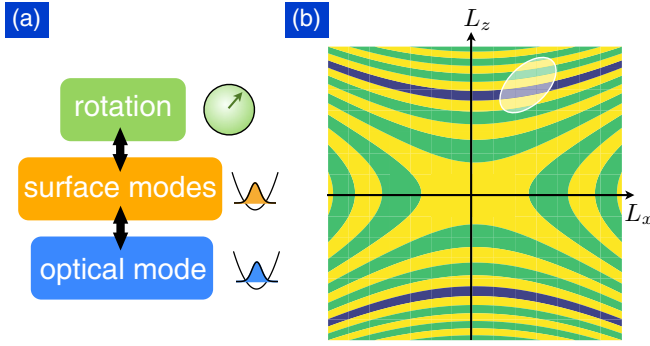 (a)
rotation
surface modes
optical mode
(b)
L_z
L_x